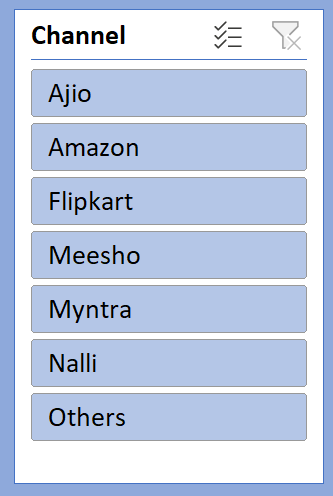 Channel
Ajio
Amazon
Flipkart
Meesho
Myntra
Nalli
Others